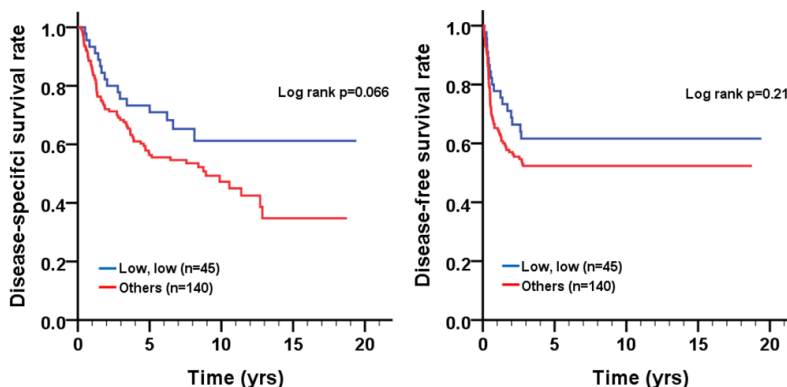 Disease-specifci survival rate
1.0
0.8
0.6
0.4
0.2
0.0
Log rank p=0.066
Low, low (n=45)
Others (n=140)
0 5 10 15 20
Time (yrs)
Disease-free survival rate
1.0
0.8
0.6
0.4
0.2
0.0
Log rank p=0.21
Low, low (n=45)
Others (n=140)
0 5 10 15 20
Time (yrs)